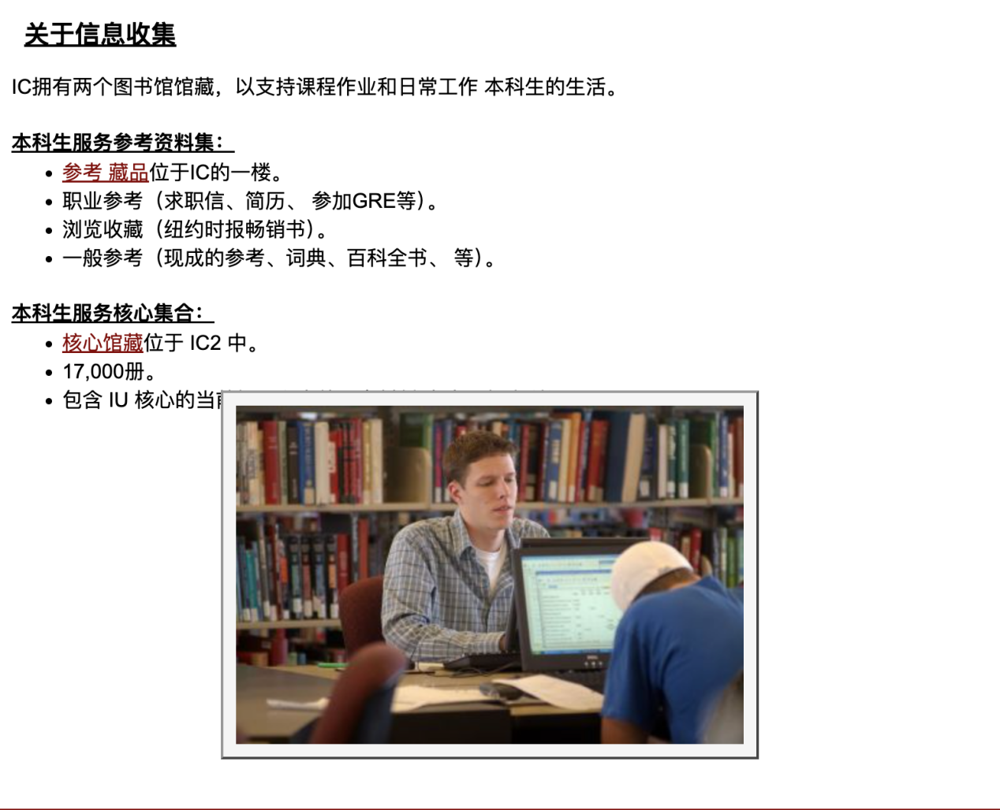 关于信息收集
IC拥有两个图书馆馆藏，以支持课程作业和日常工作 本科生的生活。
本科生服务参考资料集：
参考 藏品位于IC的一楼。
职业参考（求职信、简历、 参加GRE等）。
浏览收藏（纽约时报畅销书）。
一般参考（现成的参考、词典、百科全书、 等）。
本科生服务核心集合：
核心馆藏位于 IC2 中。
17,000册。
包含 IU 核心的当